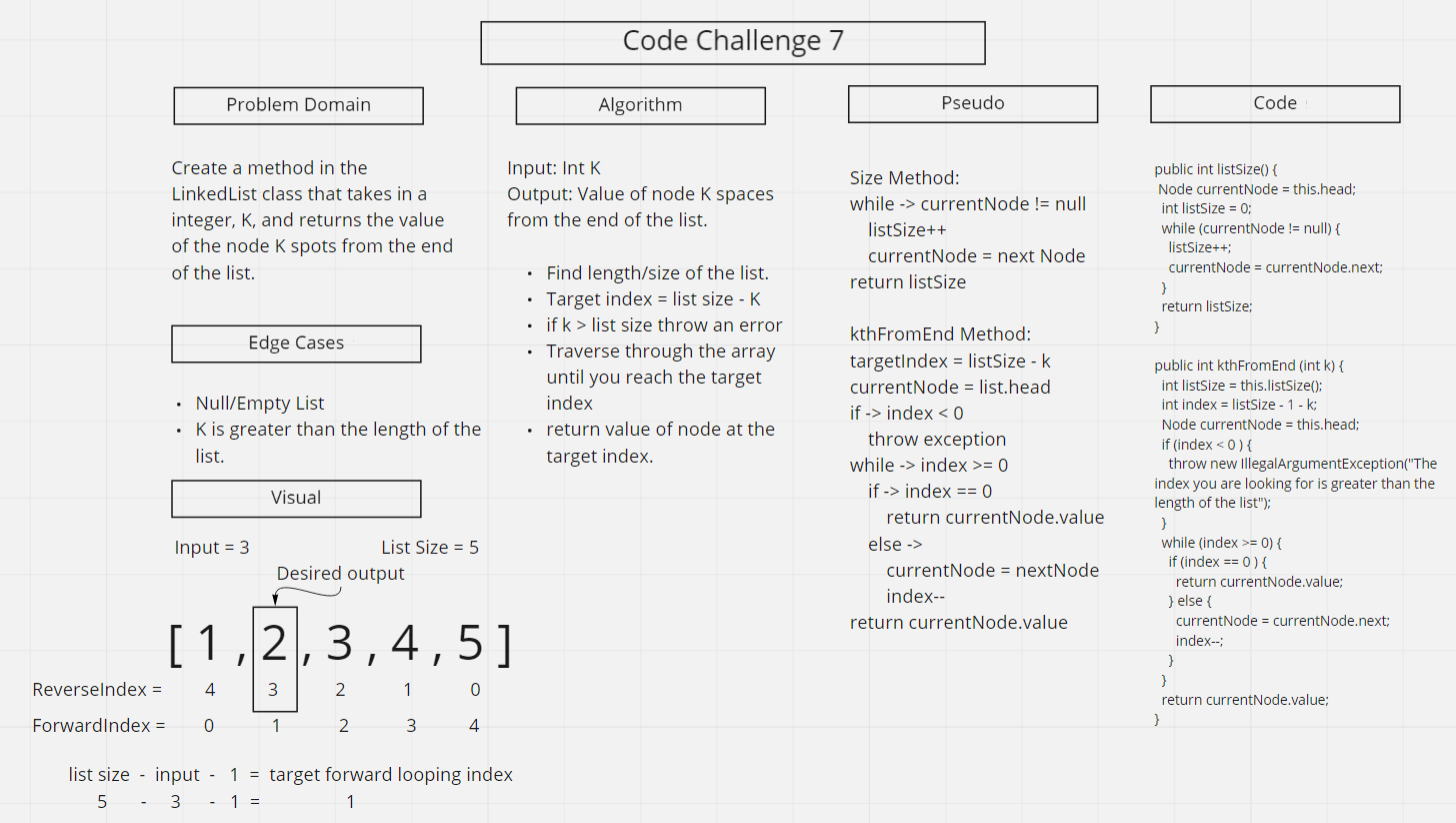 Code Challenge 7
Problem Domain
Create a method in the
LinkedList class that takes in a
integer, K, and returns the value
of the node K spots from the end
of the list.
Edge Cases
• Null/Empty List
• K is greater than the length of the
list.
Visual
Input = 3 List Size = 5
Desired output
[ 1 , 2 , 3 , 4 , 5 ]
ReverseIndex = 4 3 2 1 0
ForwardIndex = 0 1 2 3 4
list size - input - 1 = target forward looping index
5 - 3 - 1 = 1
Algorithm
Input: Int K
Output: Value of node K spaces
from the end of the list.
• Find length/size of the list.
• Target index = list size - K
• if k > list size throw an error
• Traverse through the array
until you reach the target
index
• return value of node at the
target index.
Pseudo
Size Method:
while -> currentNode != null
listSize++
currentNode = next Node
return listSize
kthFromEnd Method:
targetIndex = listSize - k
currentNode = list.head
if -> index < 0
throw exception
while -> index >= 0
if -> index == 0
return currentNode.value
else ->
currentNode = nextNode
index--
return currentNode.value
Code
public int listSize() {
Node currentNode = this.head;
int listSize = 0;
while (currentNode != null) {
listSize++;
currentNode = currentNode.next;
}
return listSize;
}
public int kthFromEnd (int k) {
int listSize = this.listSize();
int index = listSize - 1 - k;
Node currentNode = this.head;
if (index < 0 ) {
throw new IllegalArgumentException("The
index you are looking for is greater than the
length of the list");
}
while (index >= 0) {
if (index == 0 ) {
return currentNode.value;
} else {
currentNode = currentNode.next;
index--;
}
}
return currentNode.value;
}